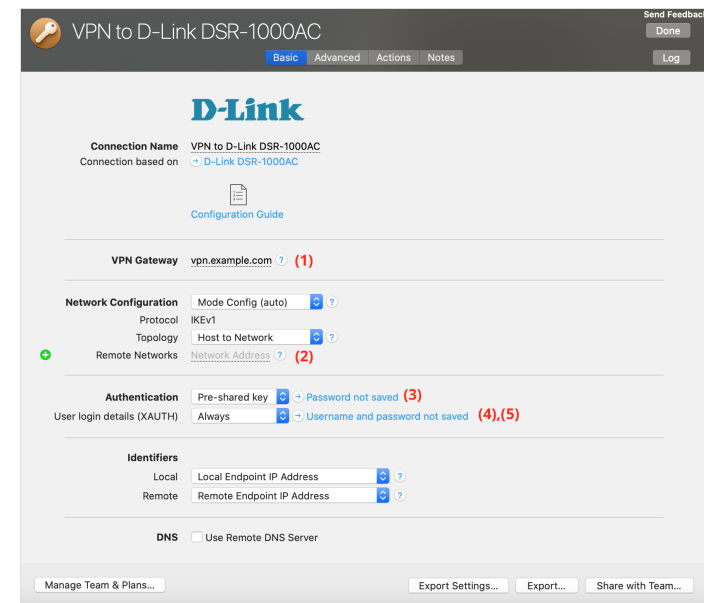 Send Feedbac
VPN to D-Link DSR-1000AC
Done
Basic Advanced Actions Notes
Log
D-Link
Connection Name VPN to D-Link DSR-1000AC
Connection based on D-Link DSR-1000AC
Configuration Guide
VPN Gateway vpn.example.com ? (1)
Network Configuration Mode Config (auto) ?
Protocol IKEv1
Topology Host to Network ?
Remote Networks Network Address ? (2)
Authentication Pre-shared key Password not saved (3)
User login details (XAUTH) Always Username and password not saved (4),(5)
Identifiers
Local Local Endpoint IP Address ?
Remote Remote Endpoint IP Address ?
DNS Use Remote DNS Server
Manage Team & Plans... Export Settings... Export... Share with Team...